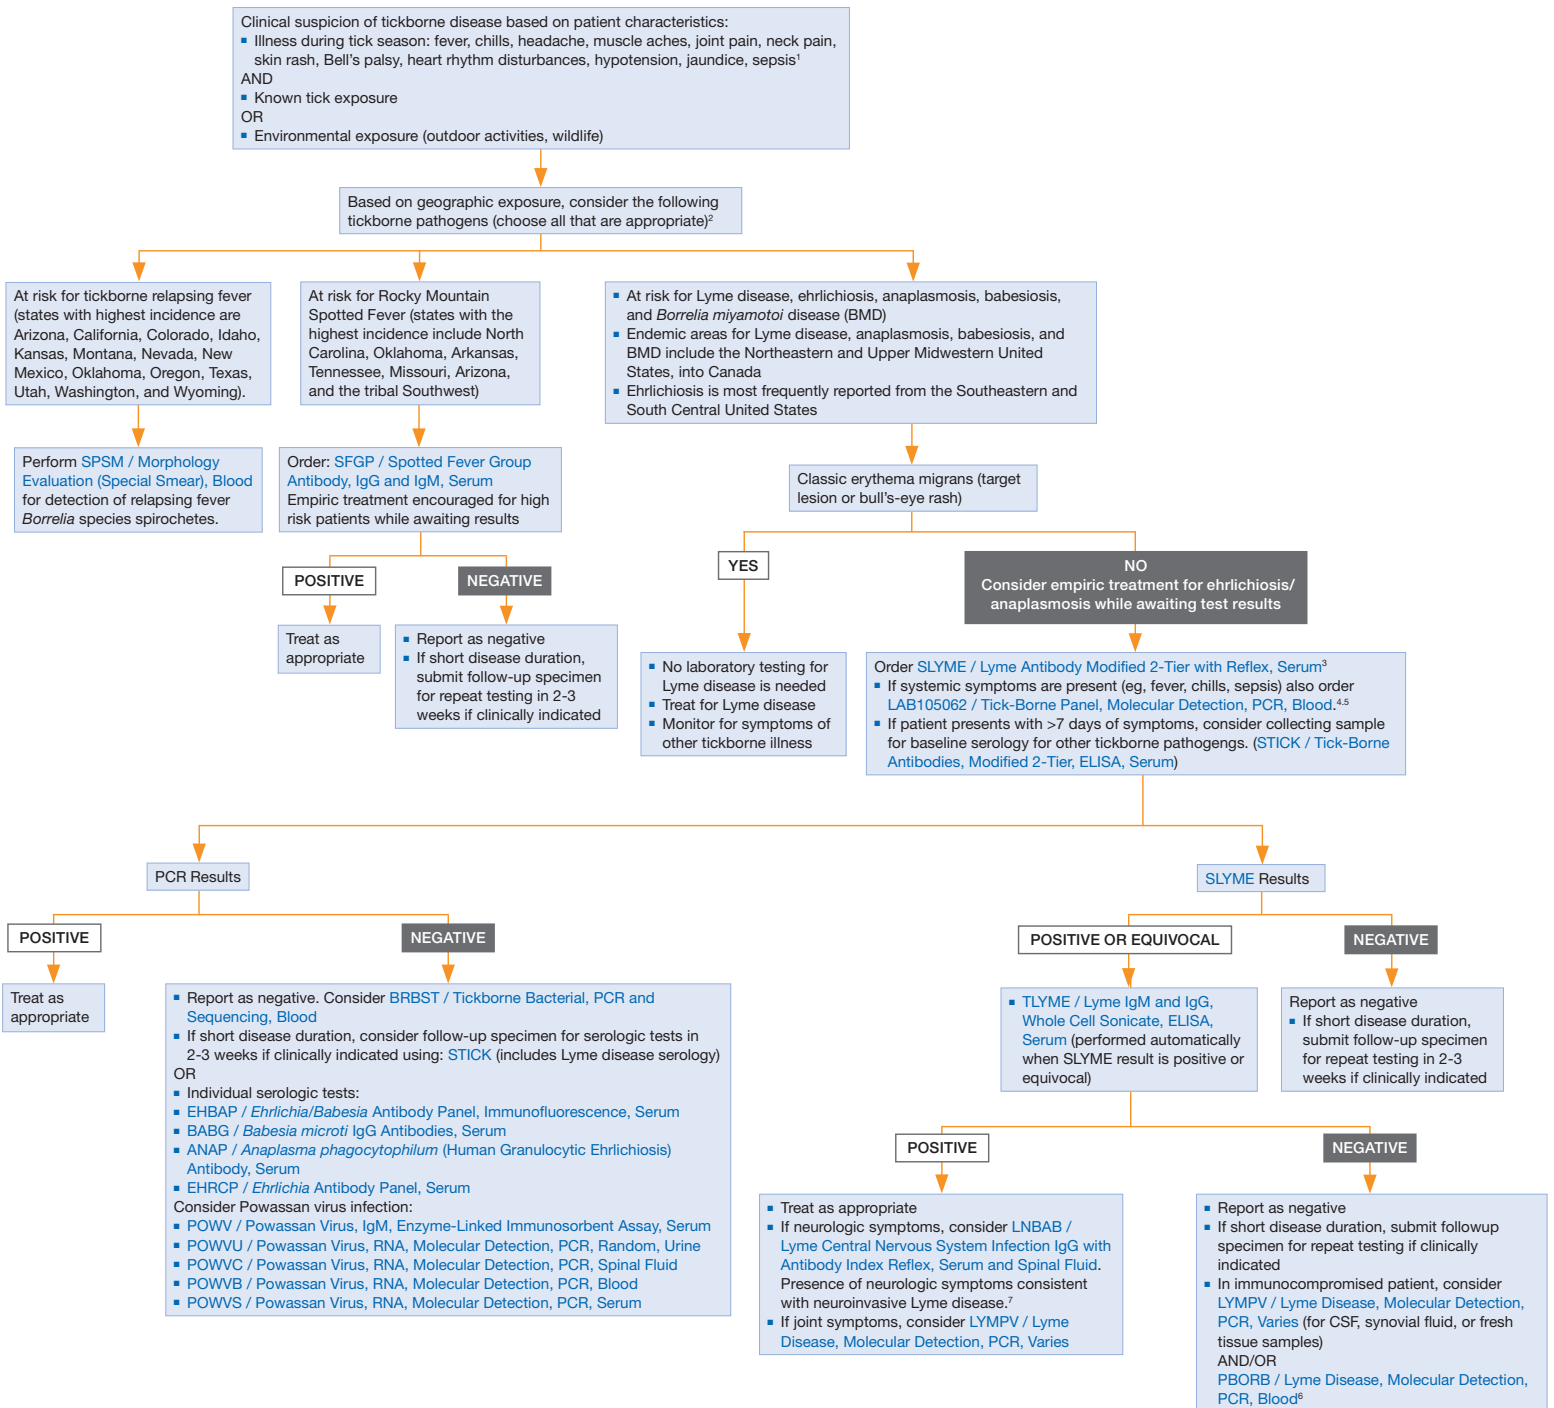 Clinical suspicion of tickborne disease based on patient characteristics:
▪ Illness during tick season: fever, chills, headache, muscle aches, joint pain, neck pain,
skin rash, Bell's palsy, heart rhythm disturbances, hypotension, jaundice, sepsis¹
AND
▪ Known tick exposure
OR
▪ Environmental exposure (outdoor activities, wildlife)
Based on geographic exposure, consider the following
tickborne pathogens (choose all that are appropriate)²
At risk for tickborne relapsing fever
(states with highest incidence are
Arizona, California, Colorado, Idaho,
Kansas, Montana, Nevada, New
Mexico, Oklahoma, Oregon, Texas,
Utah, Washington, and Wyoming).
At risk for Rocky Mountain
Spotted Fever (states with the
highest incidence include North
Carolina, Oklahoma, Arkansas,
Tennessee, Missouri, Arizona,
and the tribal Southwest)
▪ At risk for Lyme disease, ehrlichiosis, anaplasmosis, babesiosis,
and Borrelia miyamotoi disease (BMD)
▪ Endemic areas for Lyme disease, anaplasmosis, babesiosis, and
BMD include the Northeastern and Upper Midwestern United
States, into Canada
▪ Ehrlichiosis is most frequently reported from the Southeastern and
South Central United States
Perform SPSM / Morphology
Evaluation (Special Smear), Blood
for detection of relapsing fever
Borrelia species spirochetes.
Order: SFGP / Spotted Fever Group
Antibody, IgG and IgM, Serum
Empiric treatment encouraged for high
risk patients while awaiting results
Classic erythema migrans (target
lesion or bull's-eye rash)
POSITIVE
NEGATIVE
YES
NO
Consider empiric treatment for ehrlichiosis/
anaplasmosis while awaiting test results
Treat as
appropriate
▪ Report as negative
▪ If short disease duration,
submit follow-up specimen
for repeat testing in 2-3
weeks if clinically indicated
▪ No laboratory testing for
Lyme disease is needed
▪ Treat for Lyme disease
▪ Monitor for symptoms of
other tickborne illness
Order SLYME / Lyme Antibody Modified 2-Tier with Reflex, Serum³
▪ If systemic symptoms are present (eg, fever, chills, sepsis) also order
LAB105062 / Tick-Borne Panel, Molecular Detection, PCR, Blood.⁴·⁵
▪ If patient presents with >7 days of symptoms, consider collecting sample
for baseline serology for other tickborne pathogengs. (STICK / Tick-Borne
Antibodies, Modified 2-Tier, ELISA, Serum)
PCR Results
SLYME Results
POSITIVE
NEGATIVE
POSITIVE OR EQUIVOCAL
NEGATIVE
Treat as
appropriate
▪ Report as negative. Consider BRBST / Tickborne Bacterial, PCR and
Sequencing, Blood
▪ If short disease duration, consider follow-up specimen for serologic tests in
2-3 weeks if clinically indicated using: STICK (includes Lyme disease serology)
OR
▪ Individual serologic tests:
▪ EHBAP / Ehrlichia/Babesia Antibody Panel, Immunofluorescence, Serum
▪ BABG / Babesia microti IgG Antibodies, Serum
▪ ANAP / Anaplasma phagocytophilum (Human Granulocytic Ehrlichiosis)
Antibody, Serum
▪ EHRCP / Ehrlichia Antibody Panel, Serum
Consider Powassan virus infection:
▪ POWV / Powassan Virus, IgM, Enzyme-Linked Immunosorbent Assay, Serum
▪ POWVU / Powassan Virus, RNA, Molecular Detection, PCR, Random, Urine
▪ POWVC / Powassan Virus, RNA, Molecular Detection, PCR, Spinal Fluid
▪ POWVB / Powassan Virus, RNA, Molecular Detection, PCR, Blood
▪ POWVS / Powassan Virus, RNA, Molecular Detection, PCR, Serum
▪ TLYME / Lyme IgM and IgG,
Whole Cell Sonicate, ELISA,
Serum (performed automatically
when SLYME result is positive or
equivocal)
Report as negative
▪ If short disease duration,
submit follow-up specimen
for repeat testing in 2-3
weeks if clinically indicated
POSITIVE
NEGATIVE
▪ Treat as appropriate
▪ If neurologic symptoms, consider LNBAB /
Lyme Central Nervous System Infection IgG with
Antibody Index Reflex, Serum and Spinal Fluid.
Presence of neurologic symptoms consistent
with neuroinvasive Lyme disease.⁷
▪ If joint symptoms, consider LYMPV / Lyme
Disease, Molecular Detection, PCR, Varies
▪ Report as negative
▪ If short disease duration, submit followup
specimen for repeat testing if clinically
indicated
▪ In immunocompromised patient, consider
LYMPV / Lyme Disease, Molecular Detection,
PCR, Varies (for CSF, synovial fluid, or fresh
tissue samples)
AND/OR
PBORB / Lyme Disease, Molecular Detection,
PCR, Blood⁶